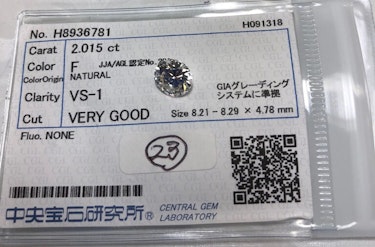 No. H8936781 H091318
Carat 2.015 ct
Color F JJA/AGL認定No.
ColorOrigin NATURAL
GIAグレーディング
Clarity VS-1 システムに準拠
Cut VERY GOOD Size 8.21 - 8.29 × 4.78 mm
Fluo. NONE
23
中央宝石研究所® CENTRAL GEM
LABORATORY